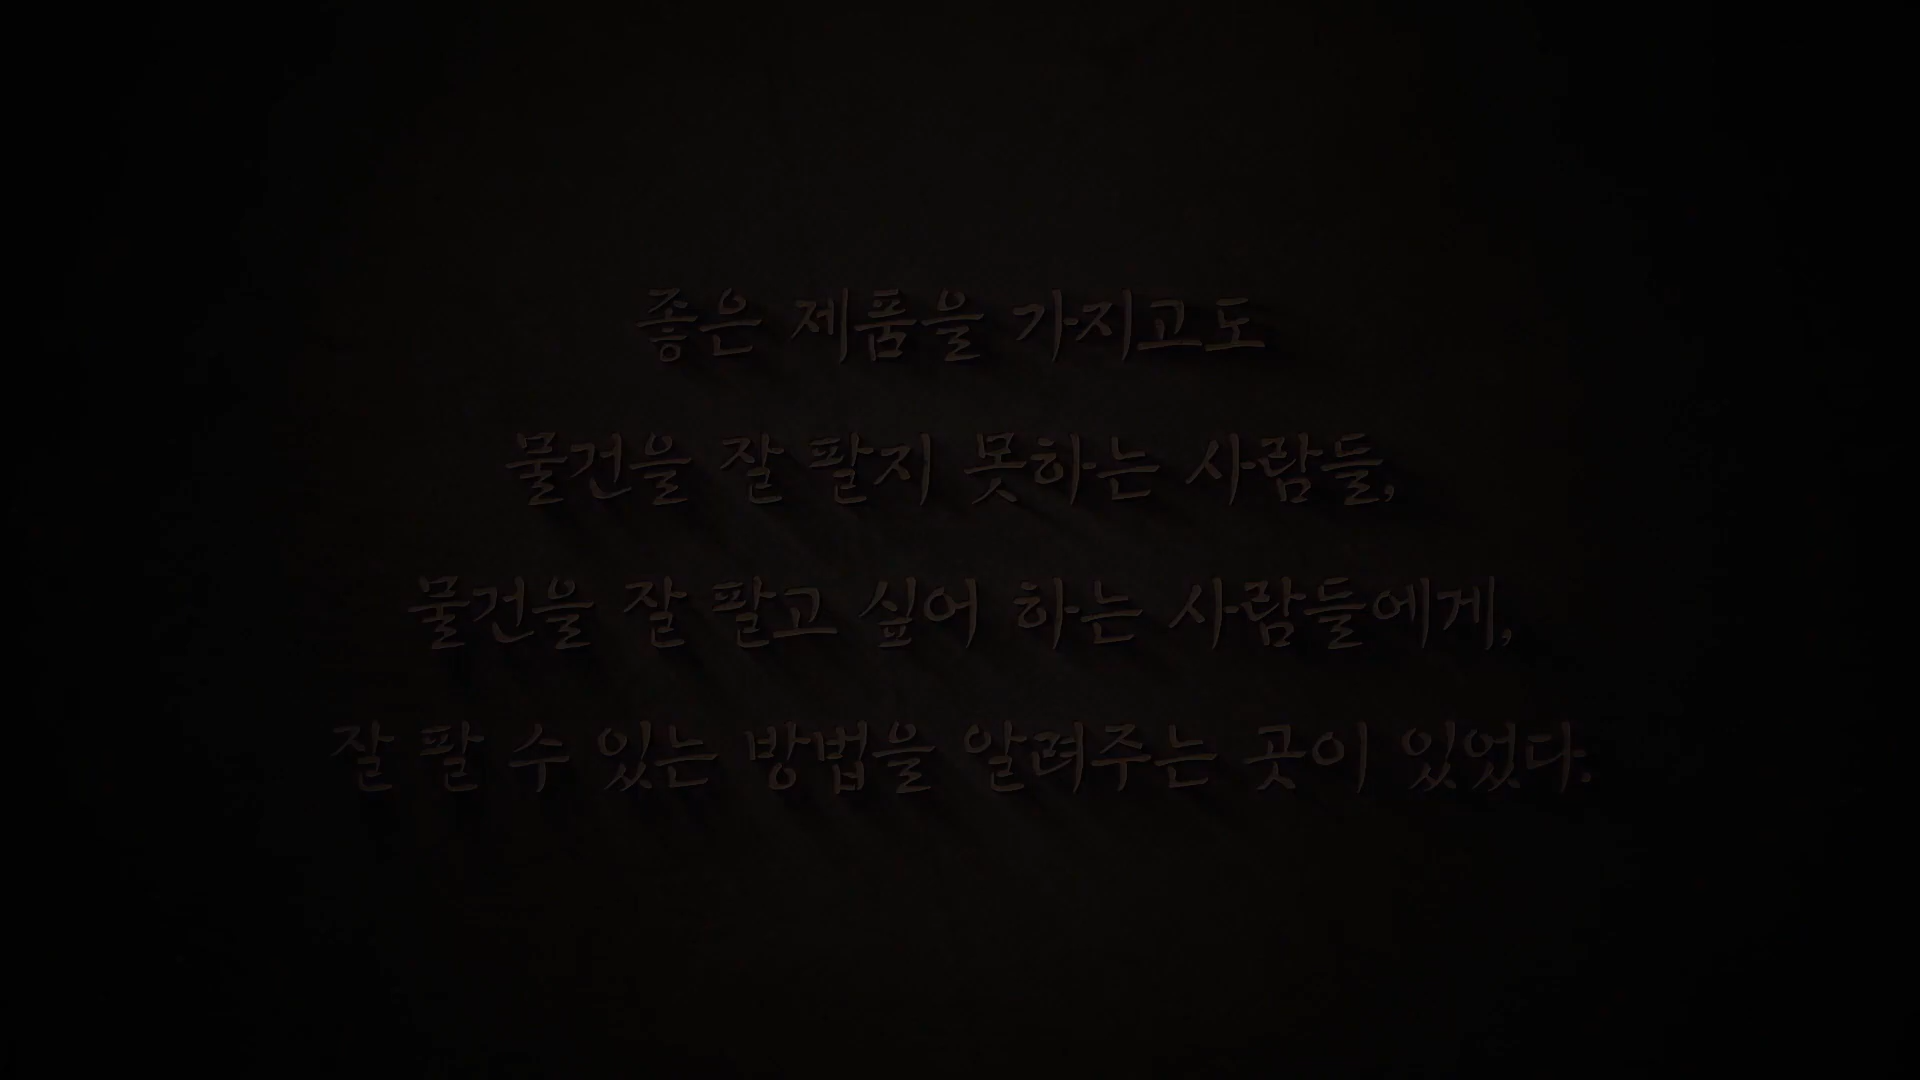 좋은 제품을 가지고도
물건을 잘 팔지 못하는 사람들,
물건을 잘 팔고 싶어 하는 사람들에게,
잘 팔 수 있는 방법을 알려주는 곳이 있었다.